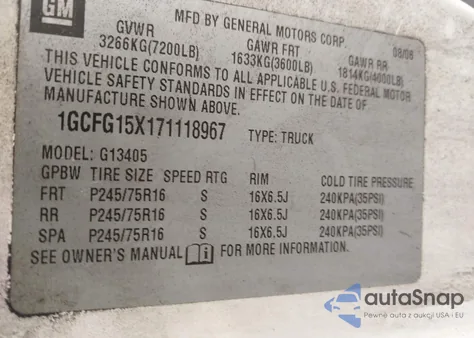 GM
MFD BY GENERAL MOTORS CORP.
08/06
GVWR GAWR FRT GAWR RR
3266KG(7200LB) 1633KG(3600LB) 1814KG(4000LB)
THIS VEHICLE CONFORMS TO ALL APPLICABLE U.S. FEDERAL MOTOR
VEHICLE SAFETY STANDARDS IN EFFECT ON THE DATE OF
MANUFACTURE SHOWN ABOVE.
1GCFG15X171118967 TYPE: TRUCK
MODEL: G13405
GPBW TIRE SIZE SPEED RTG RIM COLD TIRE PRESSURE
FRT P245/75R16 S 16X6.5J 240KPA(35PSI)
RR P245/75R16 S 16X6.5J 240KPA(35PSI)
SPA P245/75R16 S 16X6.5J 240KPA(35PSI)
SEE OWNER'S MANUAL FOR MORE INFORMATION.
autoSnap
Pewne auta z aukcji USA i EU